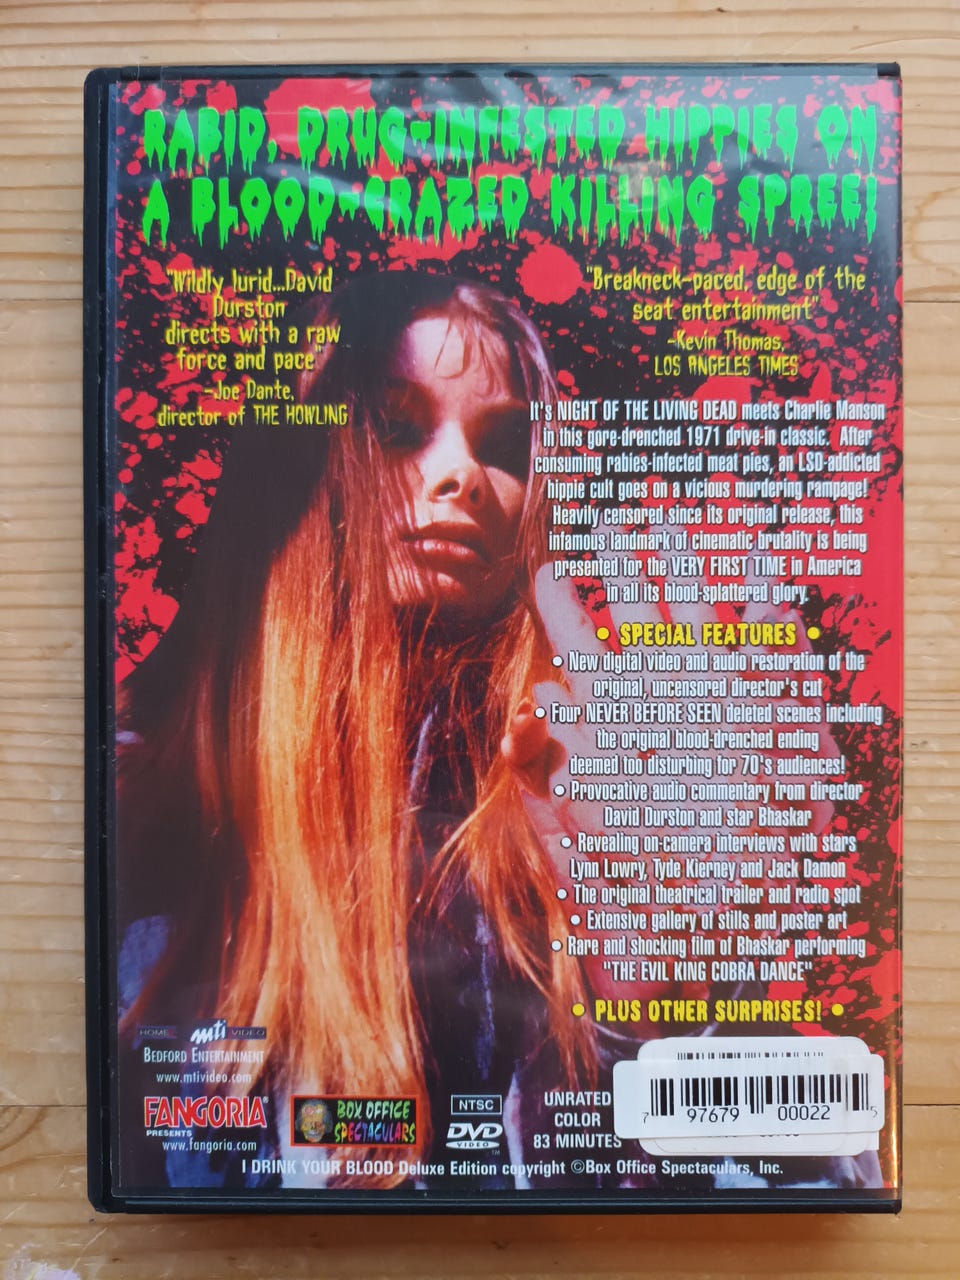 RABID, DRUG-INFESTED HIPPIES ON
A BLOOD-CRAZED KILLING SPREE!
"Wildly lurid...David
Durston
directs with a raw
force and pace"
-Joe Dante,
director of THE HOWLING
"Breakneck-paced, edge of the
seat entertainment"
-Kevin Thomas,
LOS ANGELES TIMES
It's NIGHT OF THE LIVING DEAD meets Charlie Manson
in this gore-drenched 1971 drive-in classic. After
consuming rabies-infected meat pies, an LSD-addicted
hippie cult goes on a vicious murdering rampage!
Heavily censored since its original release, this
infamous landmark of cinematic brutality is being
presented for the VERY FIRST TIME in America
in all its blood-splattered glory.
• SPECIAL FEATURES •
• New digital video and audio restoration of the
original, uncensored director's cut
• Four NEVER BEFORE SEEN deleted scenes including
the original blood-drenched ending
deemed too disturbing for 70's audiences!
• Provocative audio commentary from director
David Durston and star Bhaskar
• Revealing on-camera interviews with stars
Lynn Lowry, Tyde Kierney and Jack Damon
• The original theatrical trailer and radio spot
• Extensive gallery of stills and poster art
• Rare and shocking film of Bhaskar performing
"THE EVIL KING COBRA DANCE"
• PLUS OTHER SURPRISES! •
HOME mti VIDEO
BEDFORD ENTERTAINMENT
www.mtivideo.com
FANGORIA®
PRESENTS
www.fangoria.com
BOX OFFICE
SPECTACULARS
NTSC
DVD
VIDEO
TM
UNRATED
COLOR
83 MINUTES
7 97679 00022 5
I DRINK YOUR BLOOD Deluxe Edition copyright ©Box Office Spectaculars, Inc.